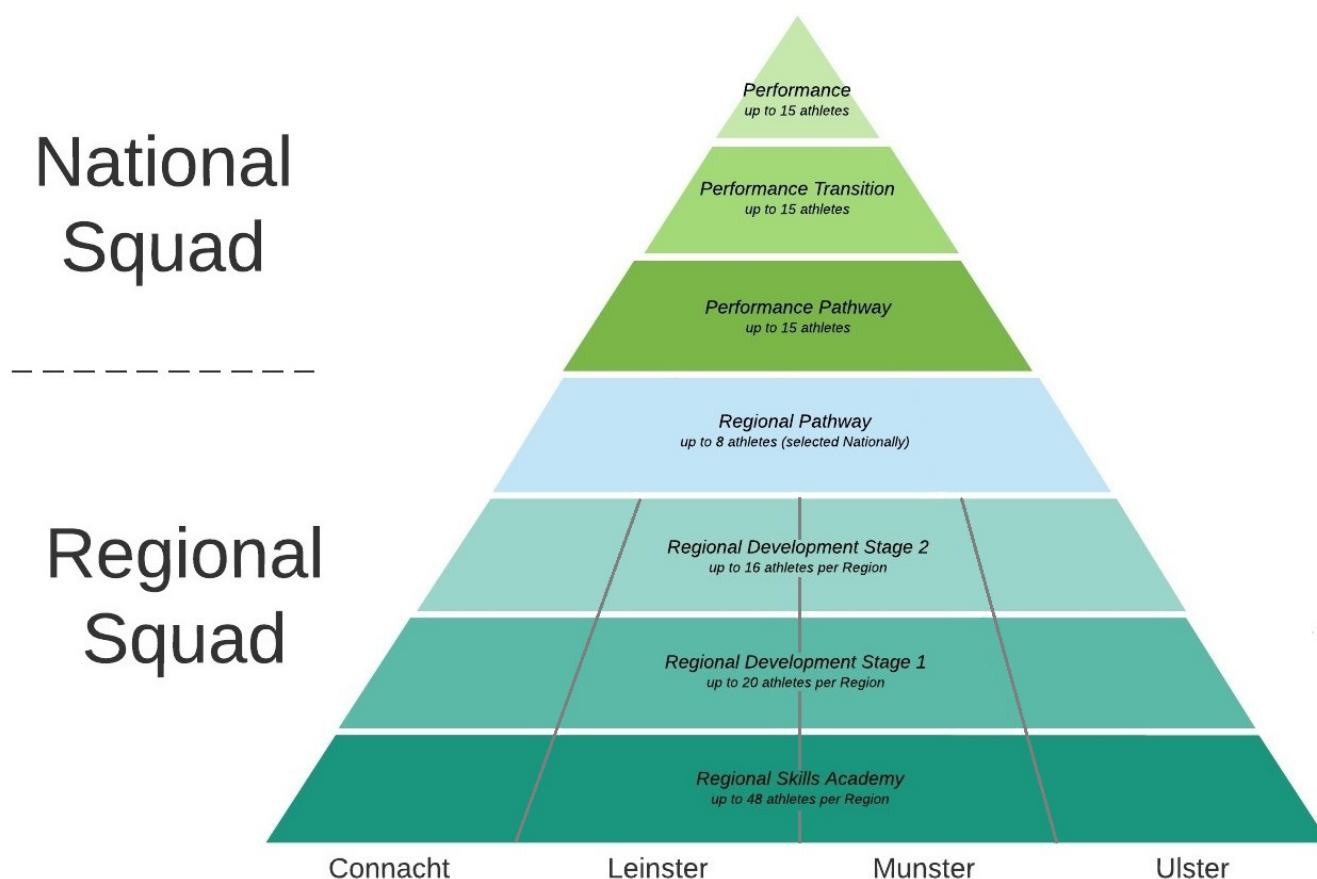 National
Squad
Performance
up to 15 athletes
Performance Transition
up to 15 athletes
Performance Pathway
up to 15 athletes
Regional
Squad
Regional Pathway
up to 8 athletes (selected Nationally)
Regional Development Stage 2
up to 16 athletes per Region
Regional Development Stage 1
up to 20 athletes per Region
Regional Skills Academy
up to 48 athletes per Region
Connacht
Leinster
Munster
Ulster